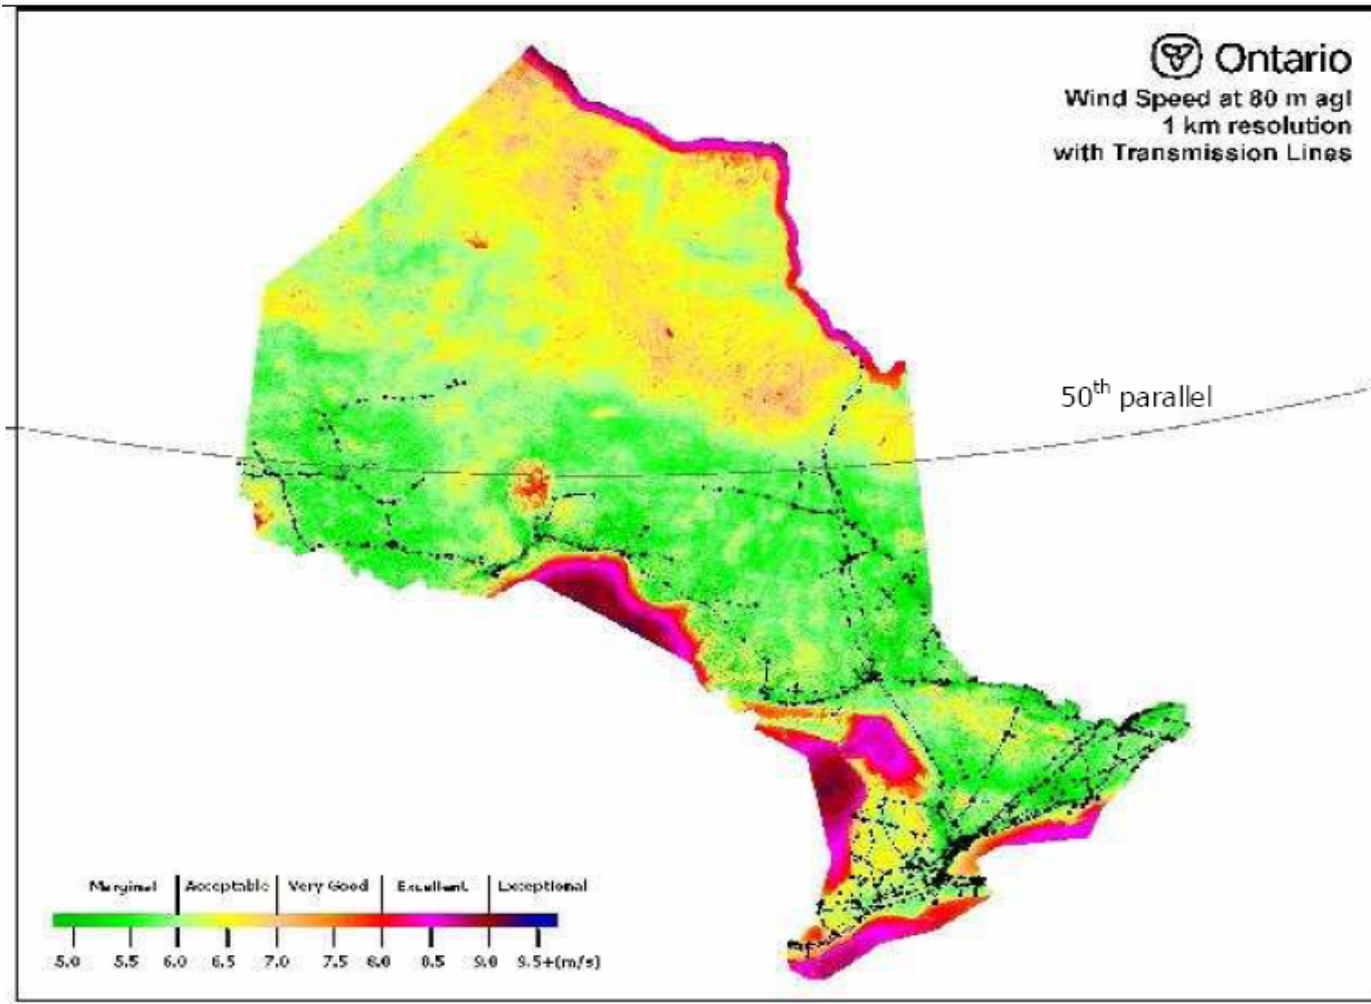 Ontario
Wind Speed at 80 m agl
1 km resolution
with Transmission Lines
50th parallel
Marginal Acceptable Very Good Excellent Exceptional
5.0 5.5 6.0 6.5 7.0 7.5 8.0 8.5 9.0 9.5+(m/s)